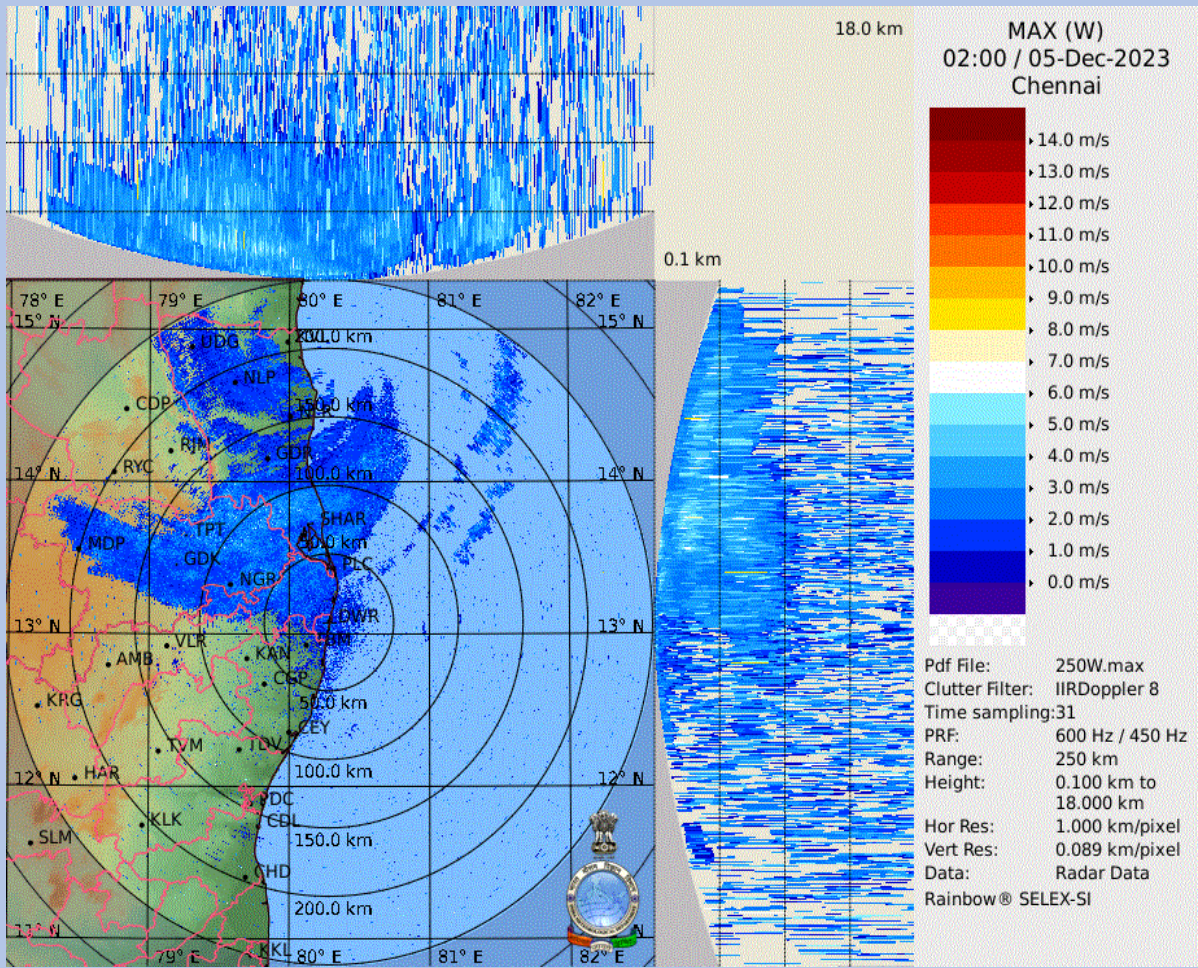 18.0 km
0.1 km
MAX (W)
02:00 / 05-Dec-2023
Chennai
14.0 m/s
13.0 m/s
12.0 m/s
11.0 m/s
10.0 m/s
9.0 m/s
8.0 m/s
7.0 m/s
6.0 m/s
5.0 m/s
4.0 m/s
3.0 m/s
2.0 m/s
1.0 m/s
0.0 m/s
Pdf File: 250W.max
Clutter Filter: IIRDoppler 8
Time sampling:31
PRF: 600 Hz / 450 Hz
Range: 250 km
Height: 0.100 km to
18.000 km
Hor Res: 1.000 km/pixel
Vert Res: 0.089 km/pixel
Data: Radar Data
Rainbow® SELEX-SI
78° E 79° E 80° E 81° E 82° E
15° N 15° N
UDG
NLP
150.0 km
CDP
GDR
RYC
14° N 100.0 km 14° N
SHAR
TPT
50.0 km
MDP
GDK
PLC
NGR
DWR
13° N 13° N
VLR
KAN
AMB
CGP
KRG
50.0 km
CEY
TVM TDV
HAR
100.0 km
12° N 12° N
PDC
KLK CDL
SLM
150.0 km
CHD
200.0 km
11° N
KKL
79° E 80° E 81° E 82° E